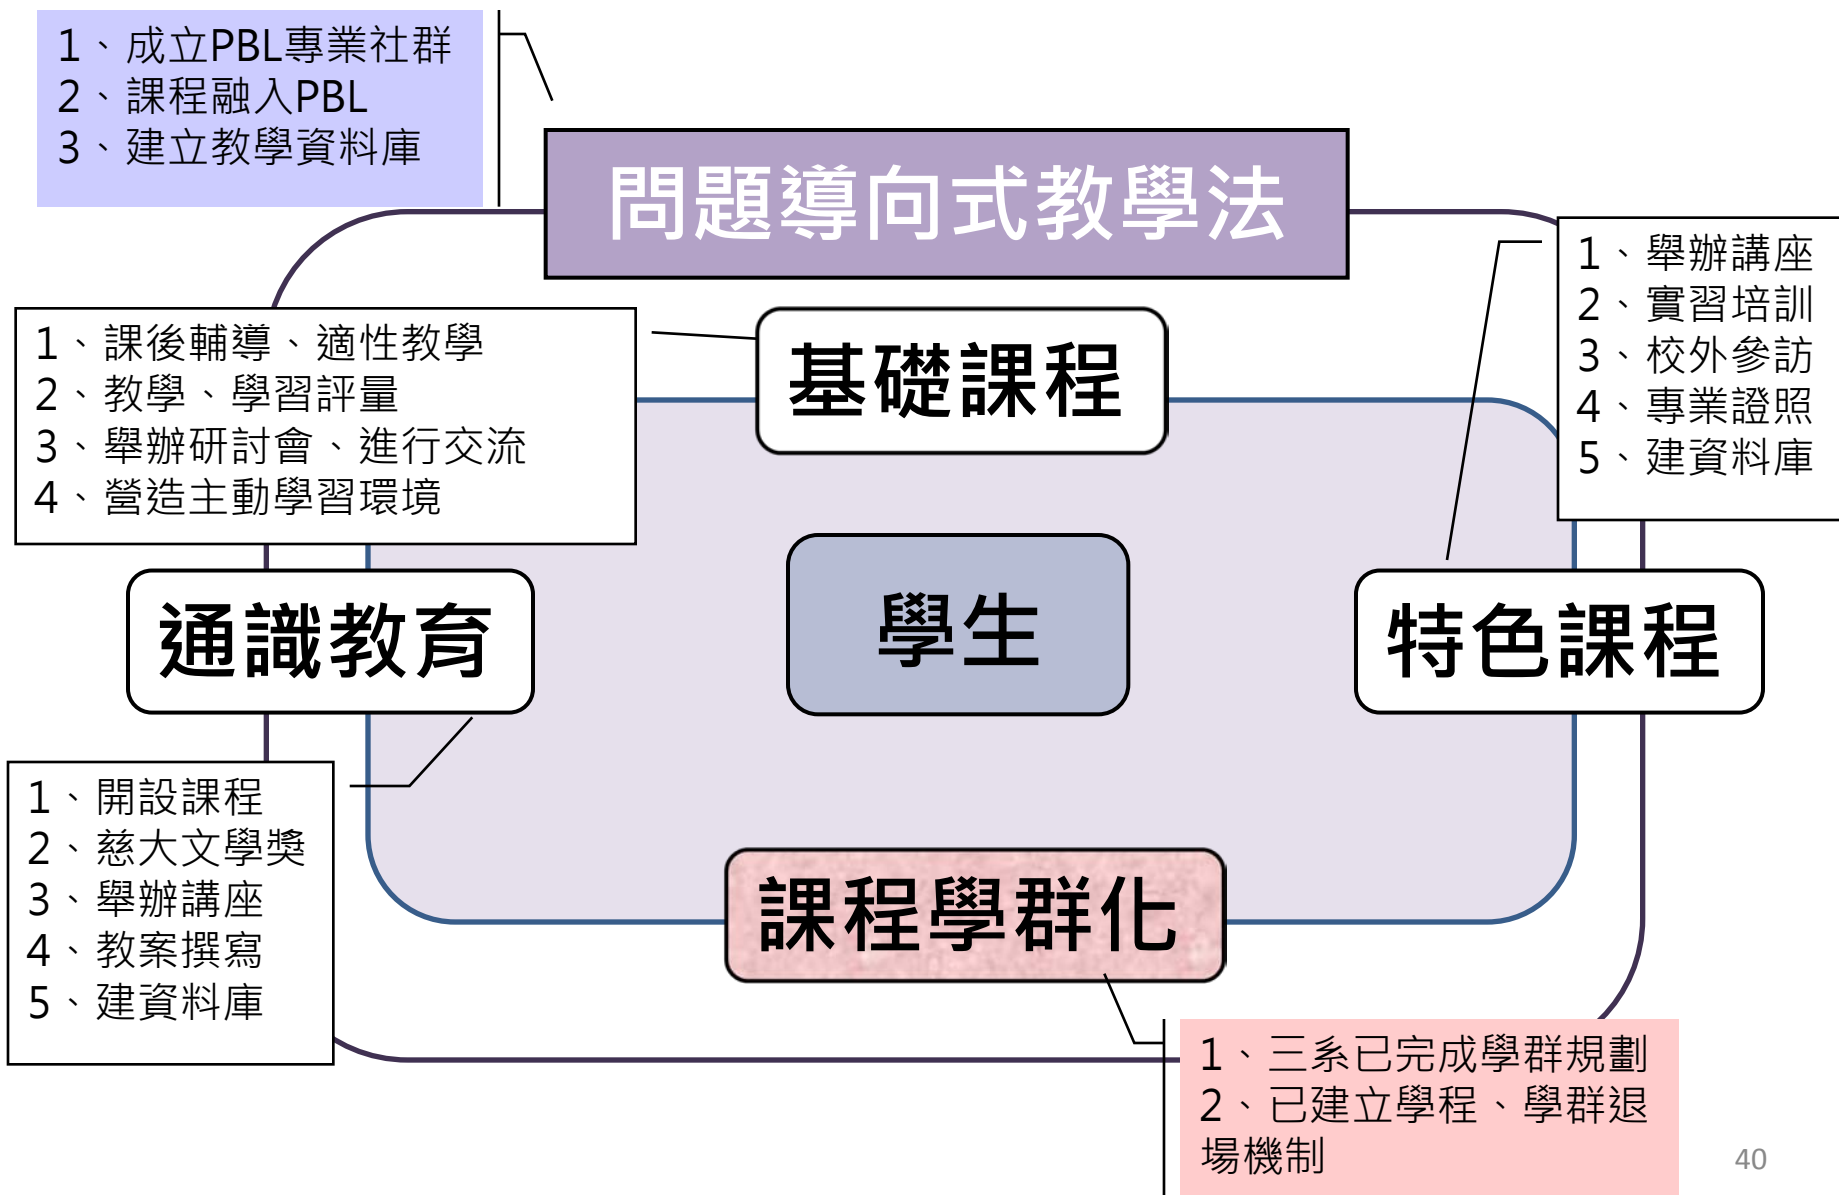 1、成立PBL專業社群
2、課程融入PBL
3、建立教學資料庫
問題導向式教學法
1、舉辦講座
2、實習培訓
3、校外參訪
4、專業證照
5、建資料庫
1、課後輔導、適性教學
2、教學、學習評量
3、舉辦研討會、進行交流
4、營造主動學習環境
基礎課程
通識教育
學生
特色課程
1、開設課程
2、慈大文學獎
3、舉辦講座
4、教案撰寫
5、建資料庫
課程學群化
1、三系已完成學群規劃
2、已建立學程、學群退
場機制
40